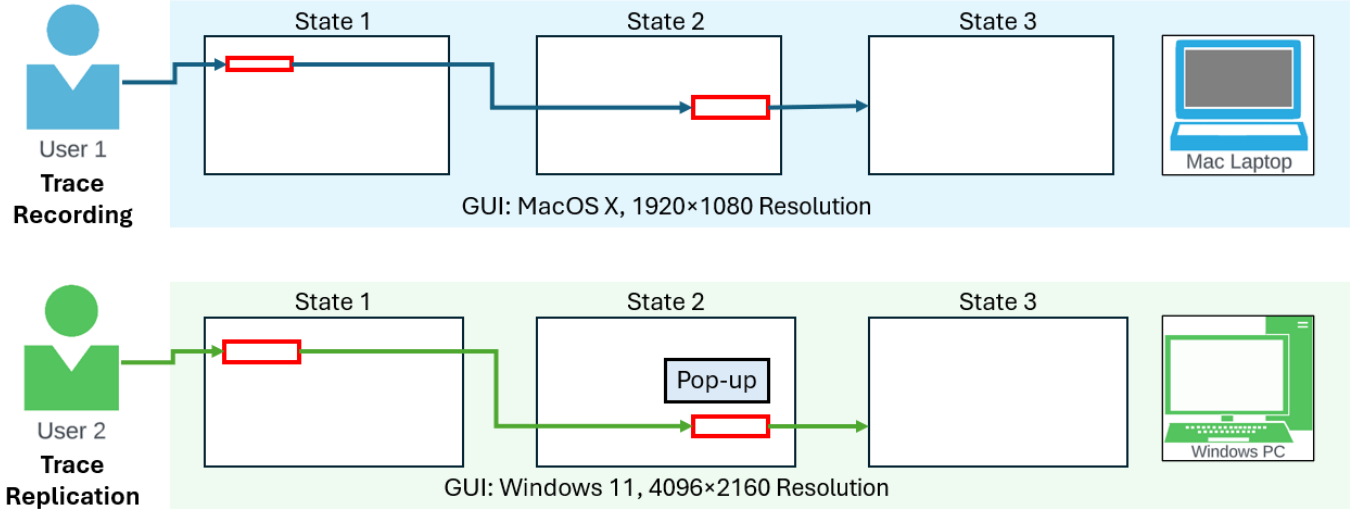 State 1
State 2
State 3
User 1
Trace
Recording
Mac Laptop
GUI: MacOS X, 1920×1080 Resolution
State 1
State 2
State 3
Pop-up
User 2
Trace
Replication
Windows PC
GUI: Windows 11, 4096×2160 Resolution